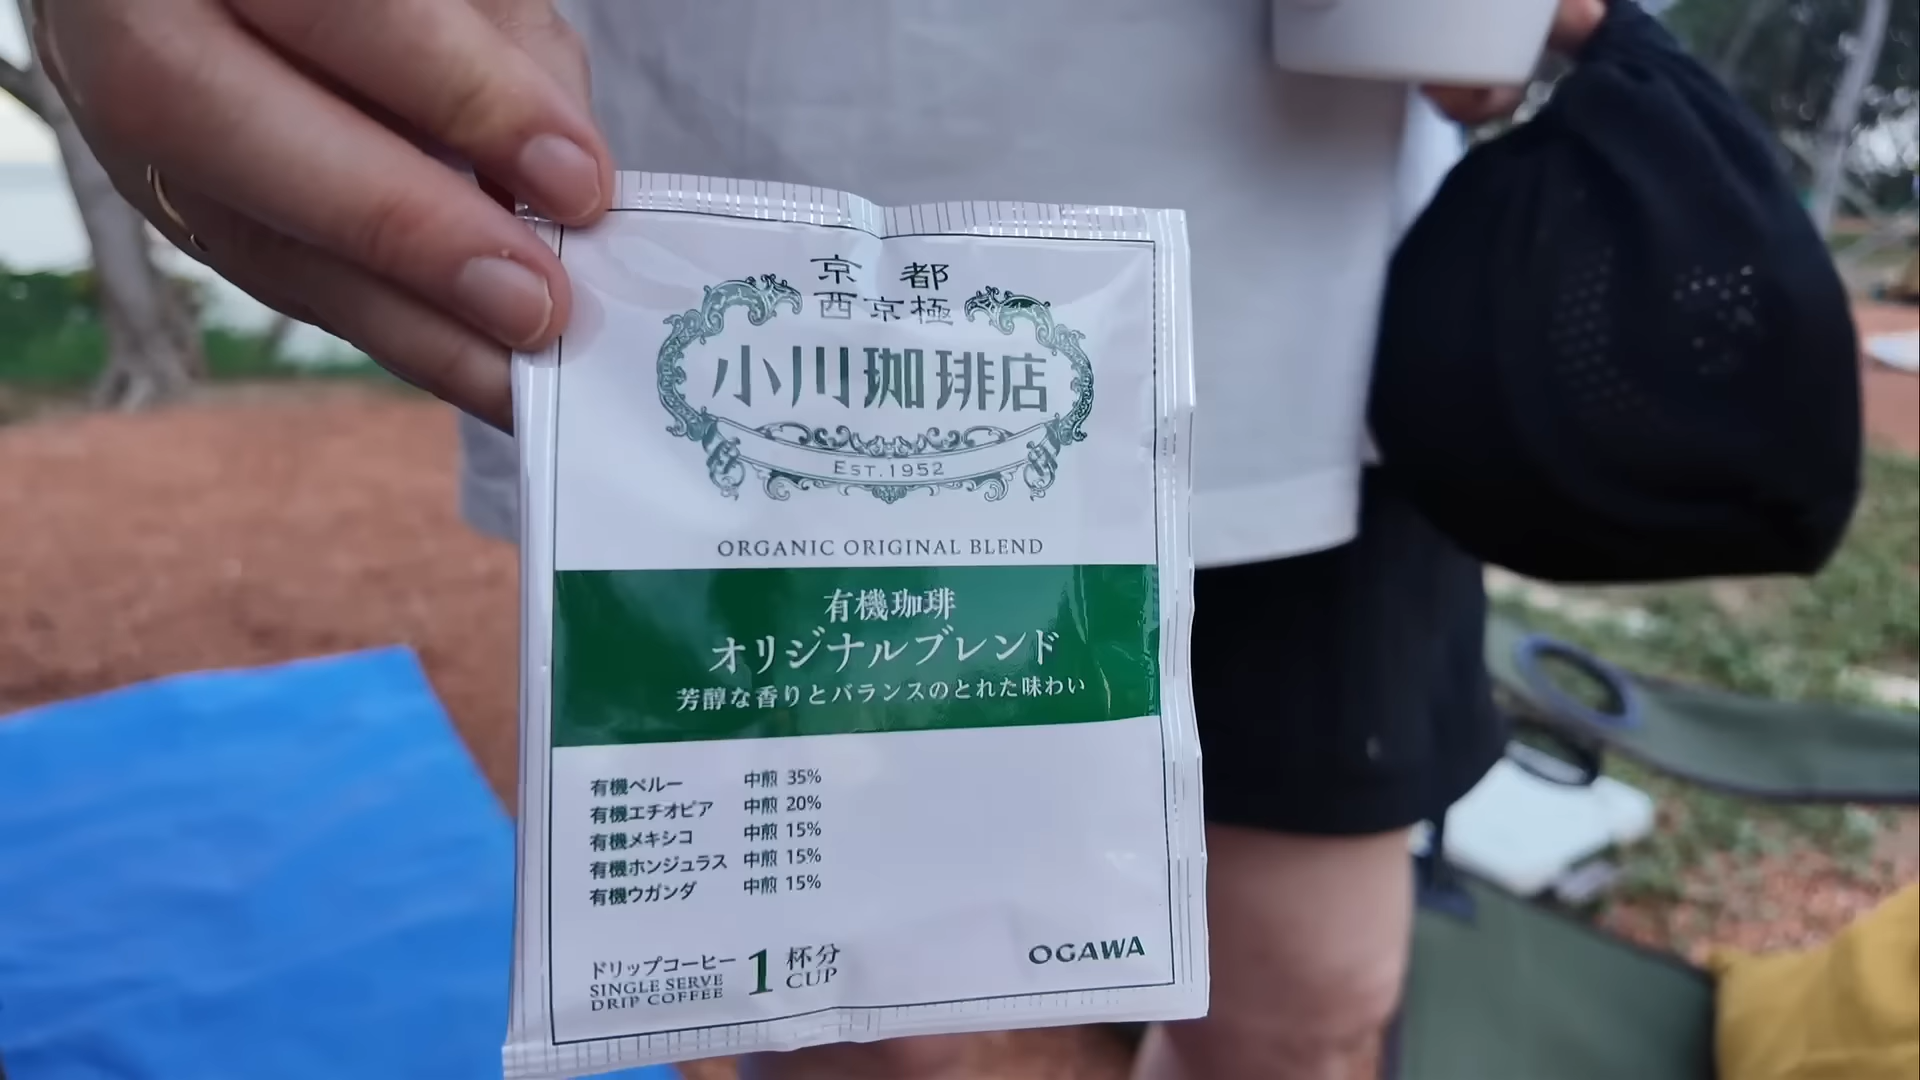 京都
西京極
小川珈琲店
EST.1952
ORGANIC ORIGINAL BLEND
有機珈琲
オリジナルブレンド
芳醇な香りとバランスのとれた味わい
有機ペルー 中煎 35%
有機エチオピア 中煎 20%
有機メキシコ 中煎 15%
有機ホンジュラス 中煎 15%
有機ウガンダ 中煎 15%
ドリップコーヒー 1 杯分
SINGLE SERVE CUP
DRIP COFFEE
OGAWA